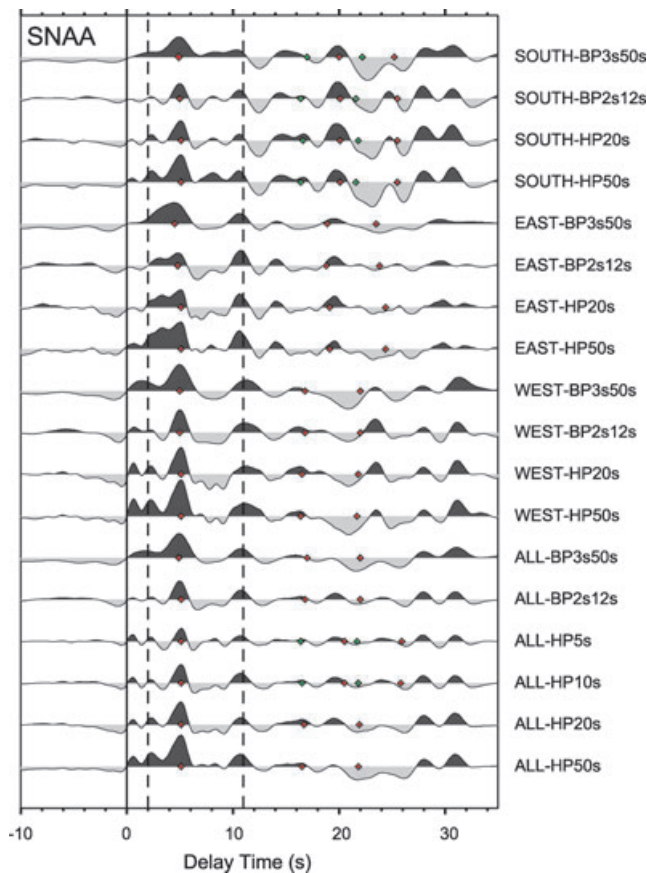 SNAA
SOUTH-BP3s50s
SOUTH-BP2s12s
SOUTH-HP20s
SOUTH-HP50s
EAST-BP3s50s
EAST-BP2s12s
EAST-HP20s
EAST-HP50s
WEST-BP3s50s
WEST-BP2s12s
WEST-HP20s
WEST-HP50s
ALL-BP3s50s
ALL-BP2s12s
ALL-HP5s
ALL-HP10s
ALL-HP20s
ALL-HP50s
-10 0 10 20 30
Delay Time (s)